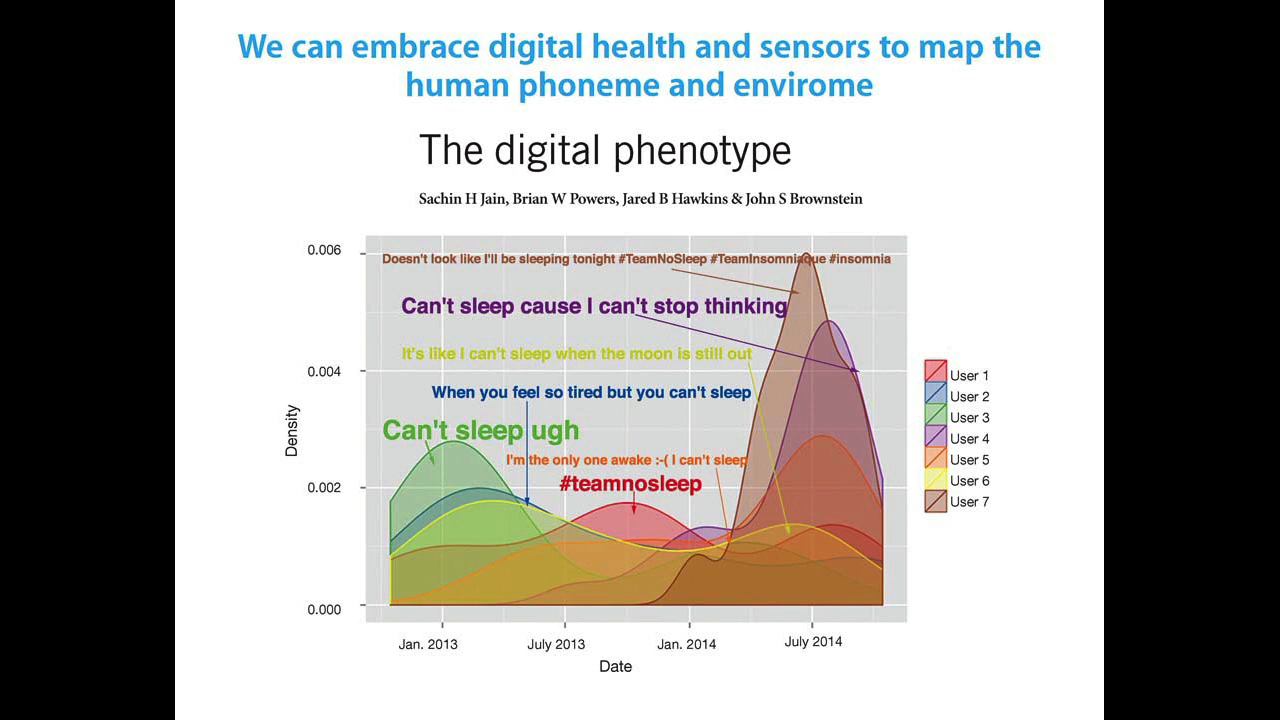 We can embrace digital health and sensors to map the
human phoneme and envirome
The digital phenotype
Sachin H Jain, Brian W Powers, Jared B Hawkins & John S Brownstein
0.006
Doesn't look like I'll be sleeping tonight #TeamNoSleep #TeamInsomniaque #insomnia
Can't sleep cause I can't stop thinking
It's like I can't sleep when the moon is still out
0.004
When you feel so tired but you can't sleep
Can't sleep ugh
I'm the only one awake :-( I can't sleep
#teamnosleep
0.002
0.000
Density
User 1
User 2
User 3
User 4
User 5
User 6
User 7
Jan. 2013
July 2013
Jan. 2014
July 2014
Date